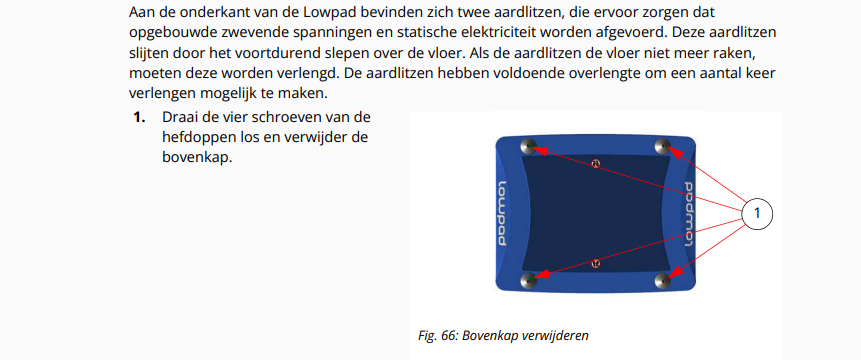 Aan de onderkant van de Lowpad bevinden zich twee aardlitzen, die ervoor zorgen dat
opgebouwde zwevende spanningen en statische elektriciteit worden afgevoerd. Deze aardlitzen
slijten door het voortdurend slepen over de vloer. Als de aardlitzen de vloer niet meer raken,
moeten deze worden verlengd. De aardlitzen hebben voldoende overlengte om een aantal keer
verlengen mogelijk te maken.
1. Draai de vier schroeven van de
hefdoppen los en verwijder de
bovenkap.
lowpad
lowpad
1
Fig. 66: Bovenkap verwijderen